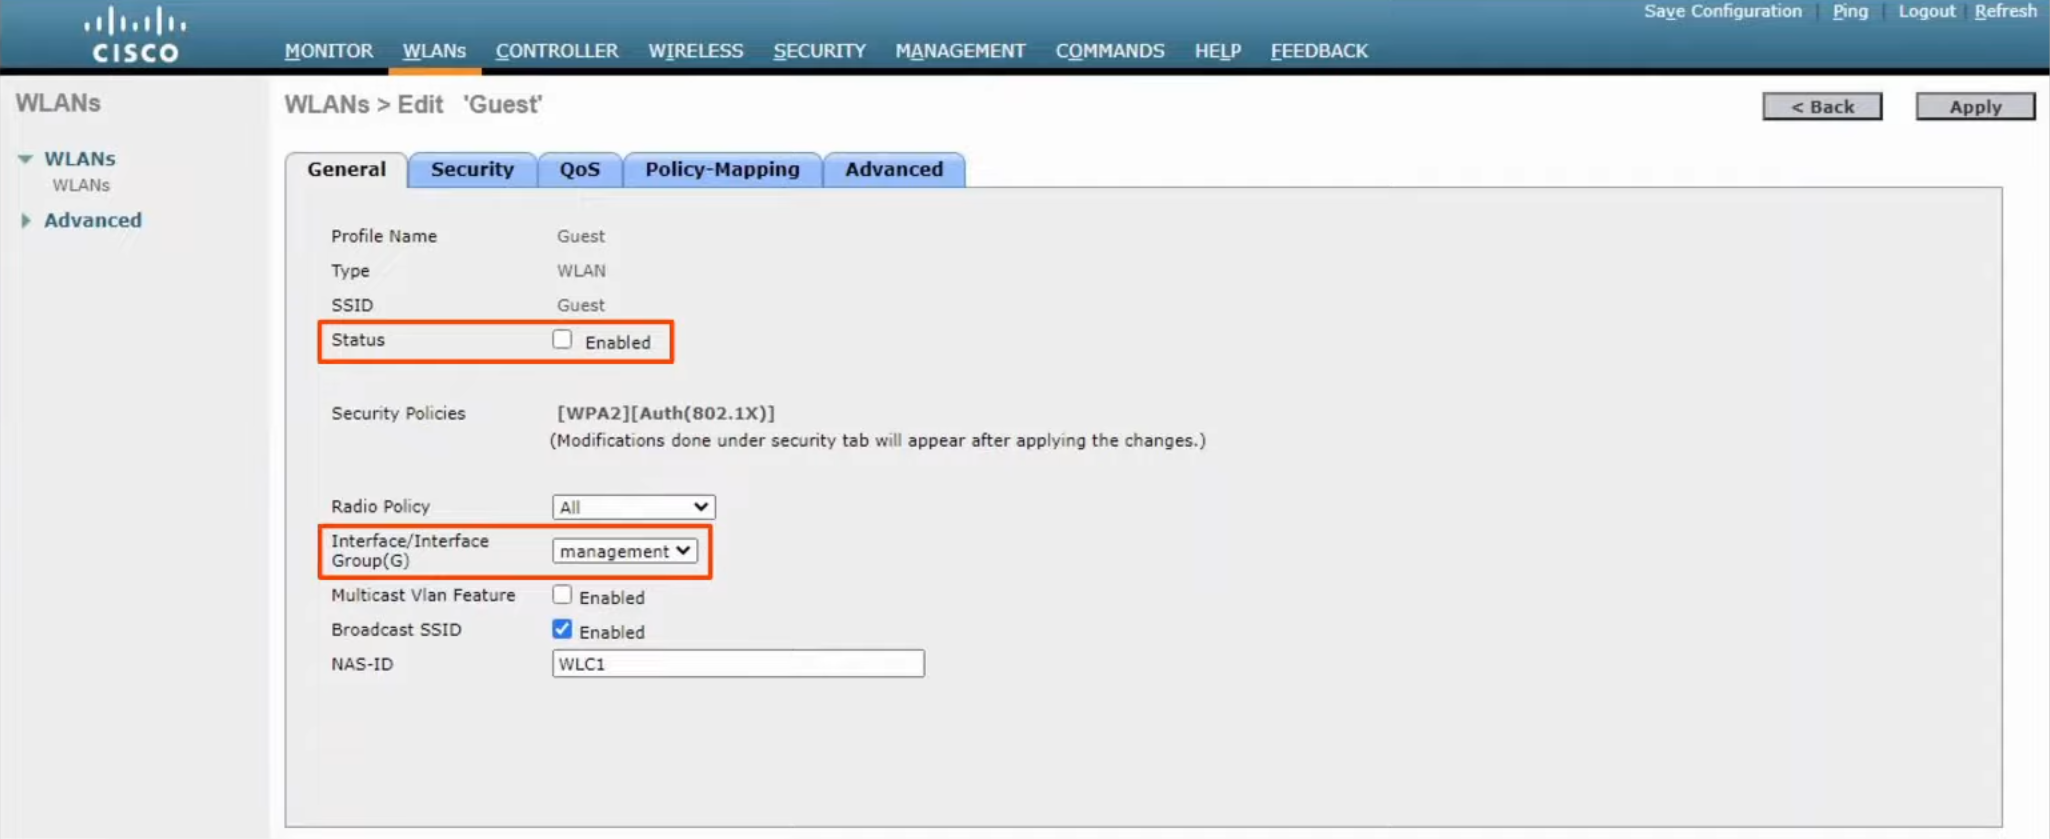 Save Configuration Ping Logout Refresh
CISCO
MONITOR WLANs CONTROLLER WIRELESS SECURITY MANAGEMENT COMMANDS HELP FEEDBACK
WLANs
WLANs
WLANs
Advanced
WLANs > Edit 'Guest'
< Back Apply
General Security QoS Policy-Mapping Advanced
Profile Name Guest
Type WLAN
SSID Guest
Status Enabled
Security Policies [WPA2][Auth(802.1X)]
(Modifications done under security tab will appear after applying the changes.)
Radio Policy All
Interface/Interface
Group(G) management
Multicast Vlan Feature Enabled
Broadcast SSID Enabled
NAS-ID WLC1